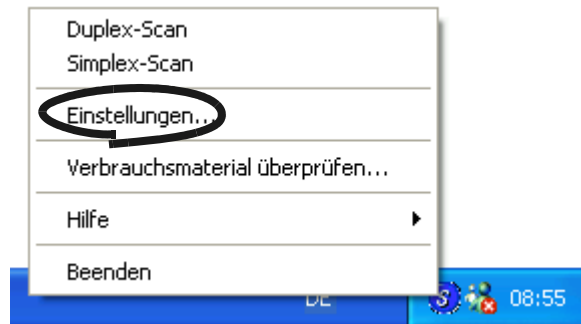 Duplex-Scan
Simplex-Scan
Einstellungen...
Verbrauchsmaterial überprüfen...
Hilfe
Beenden
DE
S
08:55